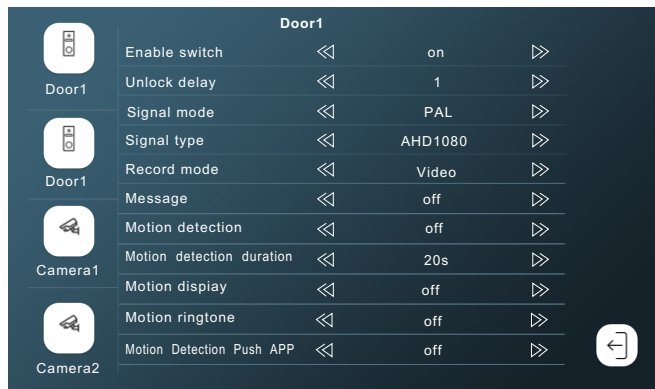 Door1
Enable switch on
Unlock delay 1
Signal mode PAL
Signal type AHD1080
Record mode Video
Message off
Motion detection off
Motion detection duration 20s
Motion display off
Motion ringtone off
Motion Detection Push APP off
Door1
Door1
Camera1
Camera2